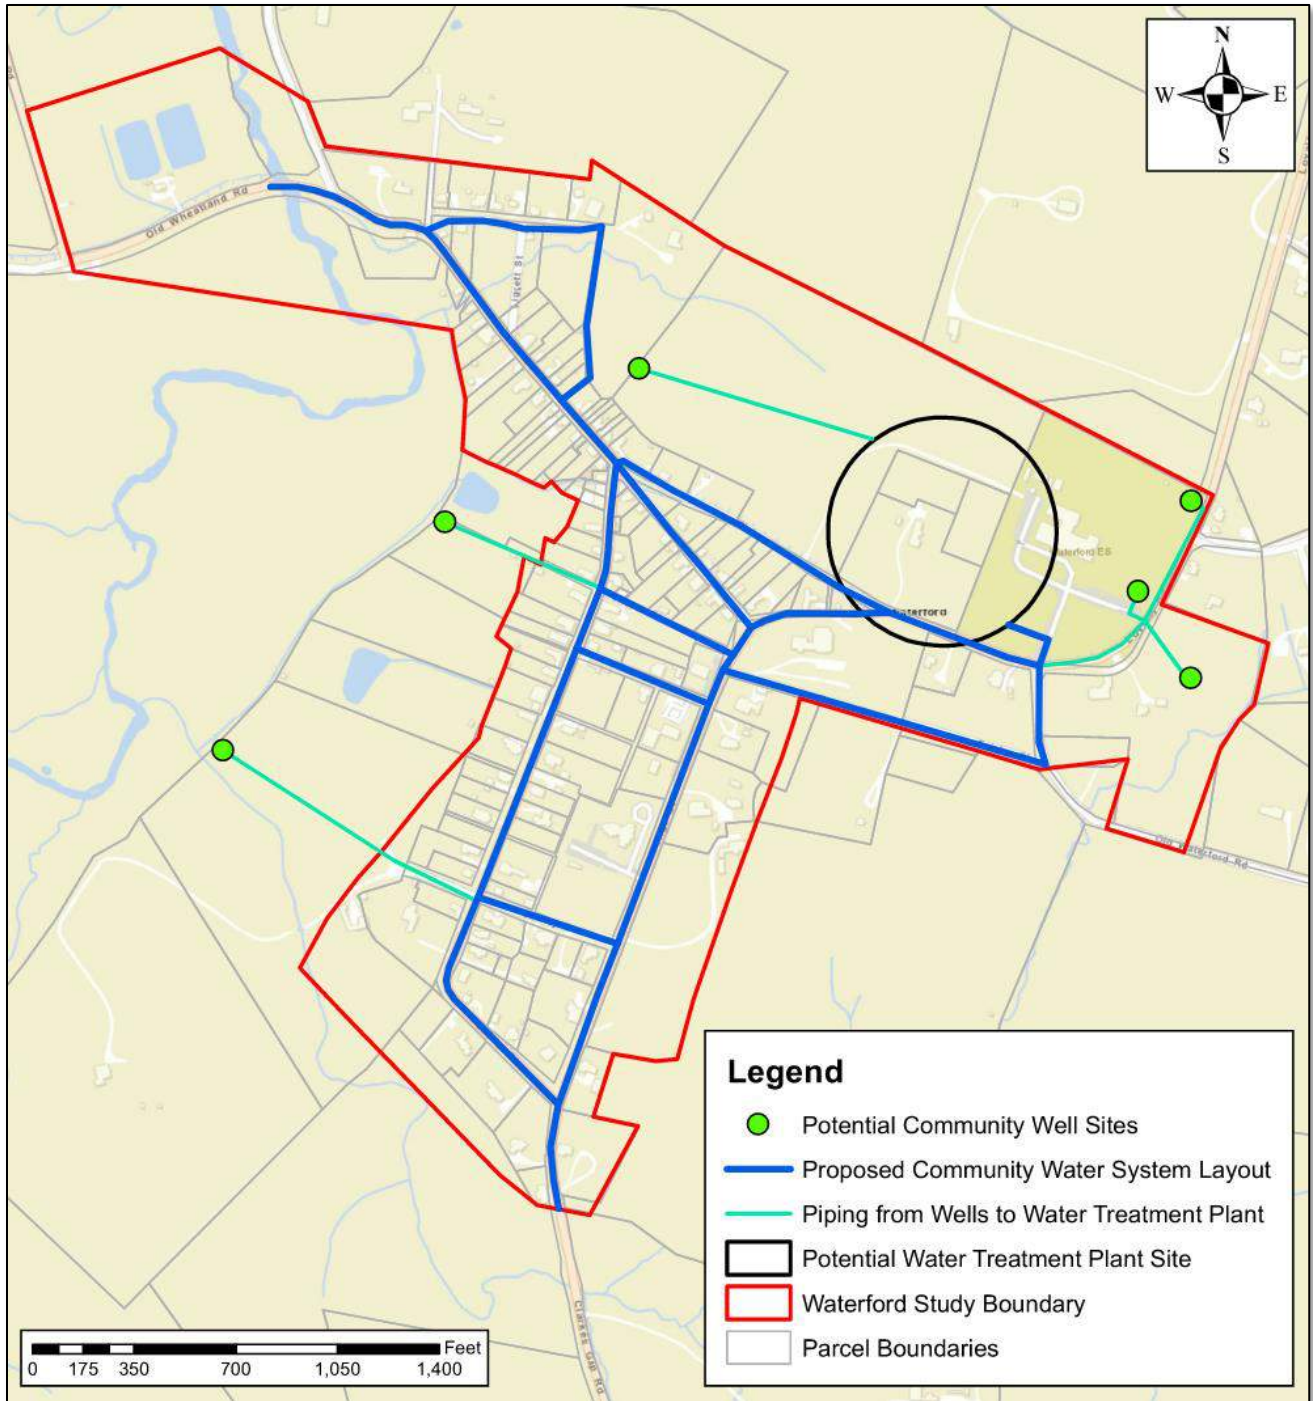 N
W E
S
Old Wheatland Rd
Waterford ES
Old Waterford Rd
Clarkes Gap Rd
Legend
Potential Community Well Sites
Proposed Community Water System Layout
Piping from Wells to Water Treatment Plant
Potential Water Treatment Plant Site
Waterford Study Boundary
Parcel Boundaries
Feet
0 175 350 700 1,050 1,400